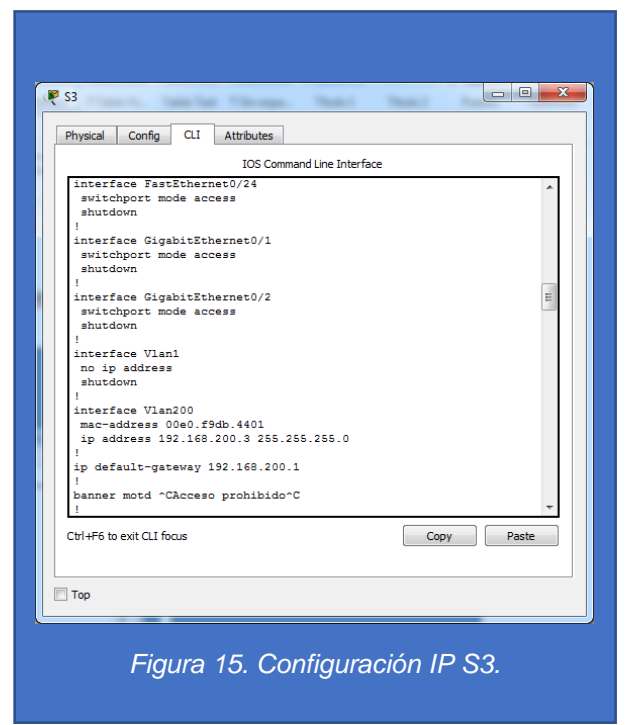 S3
Physical Config CLI Attributes
IOS Command Line Interface
interface FastEthernet0/24
switchport mode access
shutdown
!
interface GigabitEthernet0/1
switchport mode access
shutdown
!
interface GigabitEthernet0/2
switchport mode access
shutdown
!
interface Vlan1
no ip address
shutdown
!
interface Vlan200
mac-address 00e0.f9db.4401
ip address 192.168.200.3 255.255.255.0
!
ip default-gateway 192.168.200.1
!
banner motd ^CAcceso prohibido^C
!
Ctrl+F6 to exit CLI focus
Copy Paste
Top
Figura 15. Configuración IP S3.